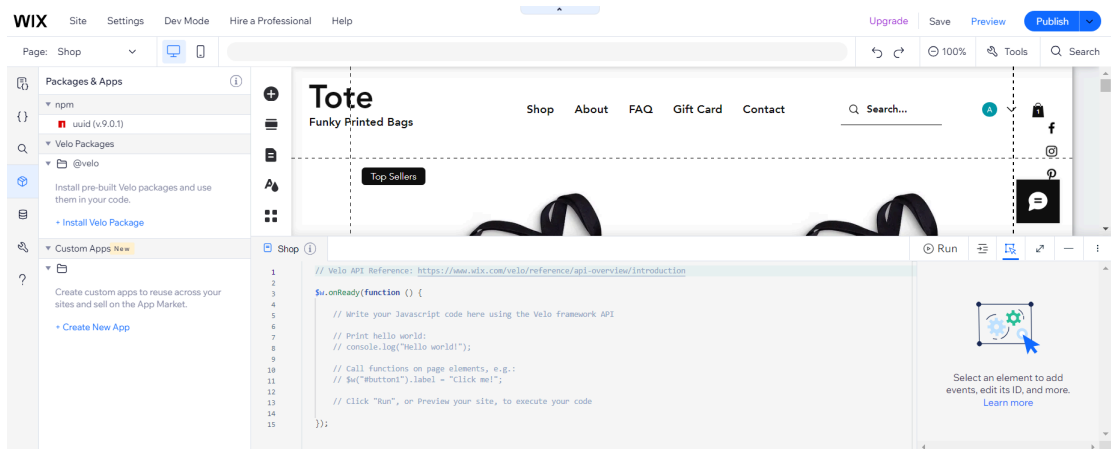 WIX Site Settings Dev Mode Hire a Professional Help Upgrade Save Preview Publish
Page: Shop 100% Tools Search
Packages & Apps
npm
uuid (v.9.0.1)
Velo Packages
@velo
Install pre-built Velo packages and use
them in your code.
+ Install Velo Package
Custom Apps New
Create custom apps to reuse across your
sites and sell on the App Market.
+ Create New App
Tote
Funky Printed Bags
Shop About FAQ Gift Card Contact Search... A 1
Top Sellers
Shop Run
1 // Velo API Reference: https://www.wix.com/velo/reference/api-overview/introduction
2
3 $w.onReady(function () {
4
5 // Write your Javascript code here using the Velo framework API
6
7 // Print hello world:
8 // console.log("Hello world!");
9
10 // Call functions on page elements, e.g.:
11 // $w("#button1").label = "Click me!";
12
13 // Click "Run", or Preview your site, to execute your code
14
15 });
Select an element to add
events, edit its ID, and more.
Learn more